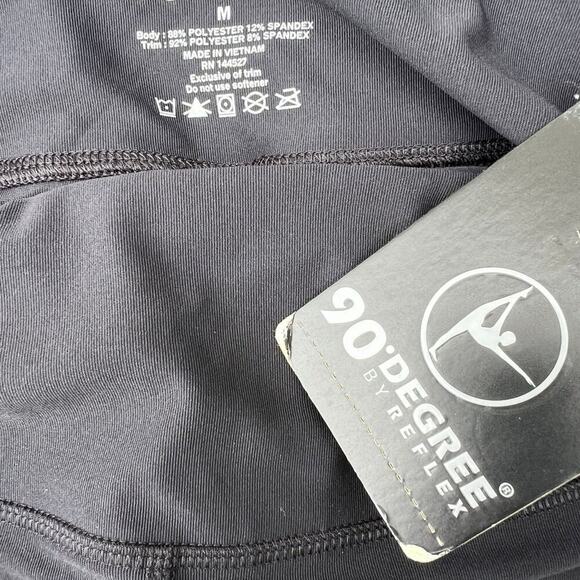 M
Body : 88% POLYESTER 12% SPANDEX
Trim : 92% POLYESTER 8% SPANDEX
MADE IN VIETNAM
RN 144527
Exclusive of trim
Do not use softener
90°DEGREE®
BY REFLEX